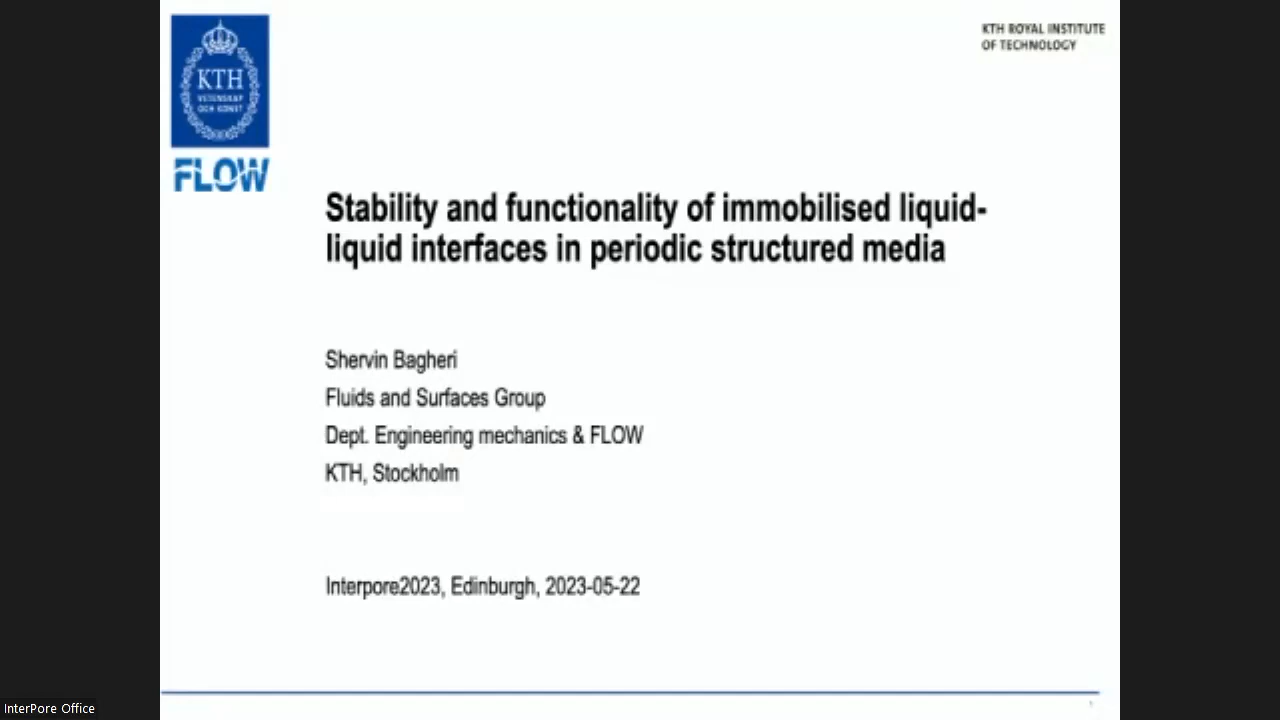 KTH
VETENSKAP
OCH KONST
FLOW
KTH ROYAL INSTITUTE
OF TECHNOLOGY
Stability and functionality of immobilised liquid-
liquid interfaces in periodic structured media
Shervin Bagheri
Fluids and Surfaces Group
Dept. Engineering mechanics & FLOW
KTH, Stockholm
Interpore2023, Edinburgh, 2023-05-22
1
InterPore Office